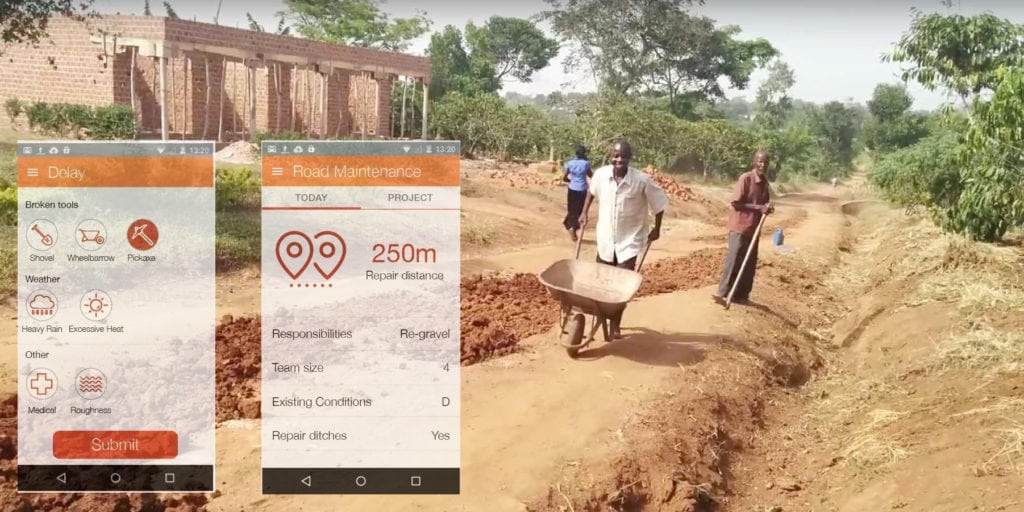 13:20
Delay
Broken tools
Shovel Wheelbarrow Pickaxe
Weather
Heavy Rain Excessive Heat
Other
Medical Roughness
Submit
13:20
Road Maintenance
TODAY PROJECT
250m
Repair distance
Responsibilities Re-gravel
Team size 4
Existing Conditions D
Repair ditches Yes